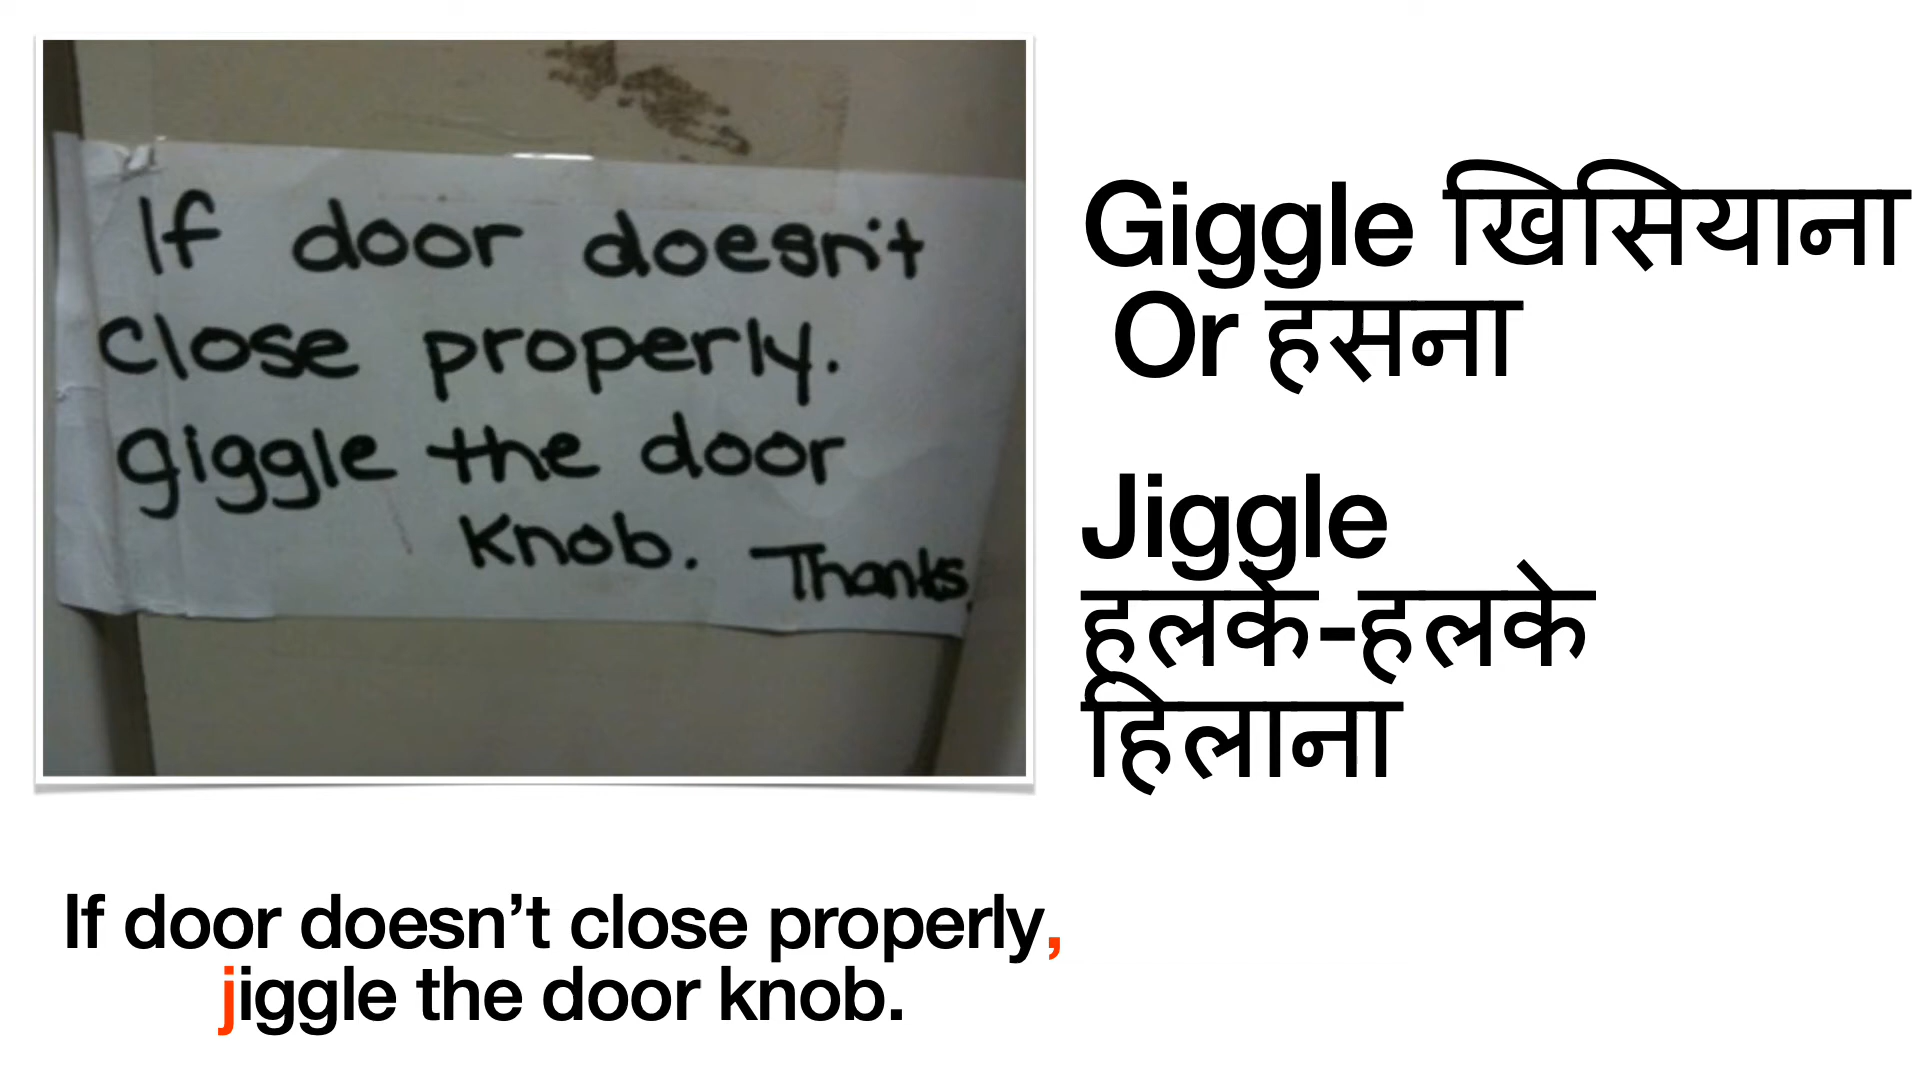 If door doesn't
close properly.
giggle the door
knob. Thanks.
Giggle खिसियाना
Or हसना
Jiggle
हलके-हलके
हिलाना
If door doesn’t close properly,
jiggle the door knob.